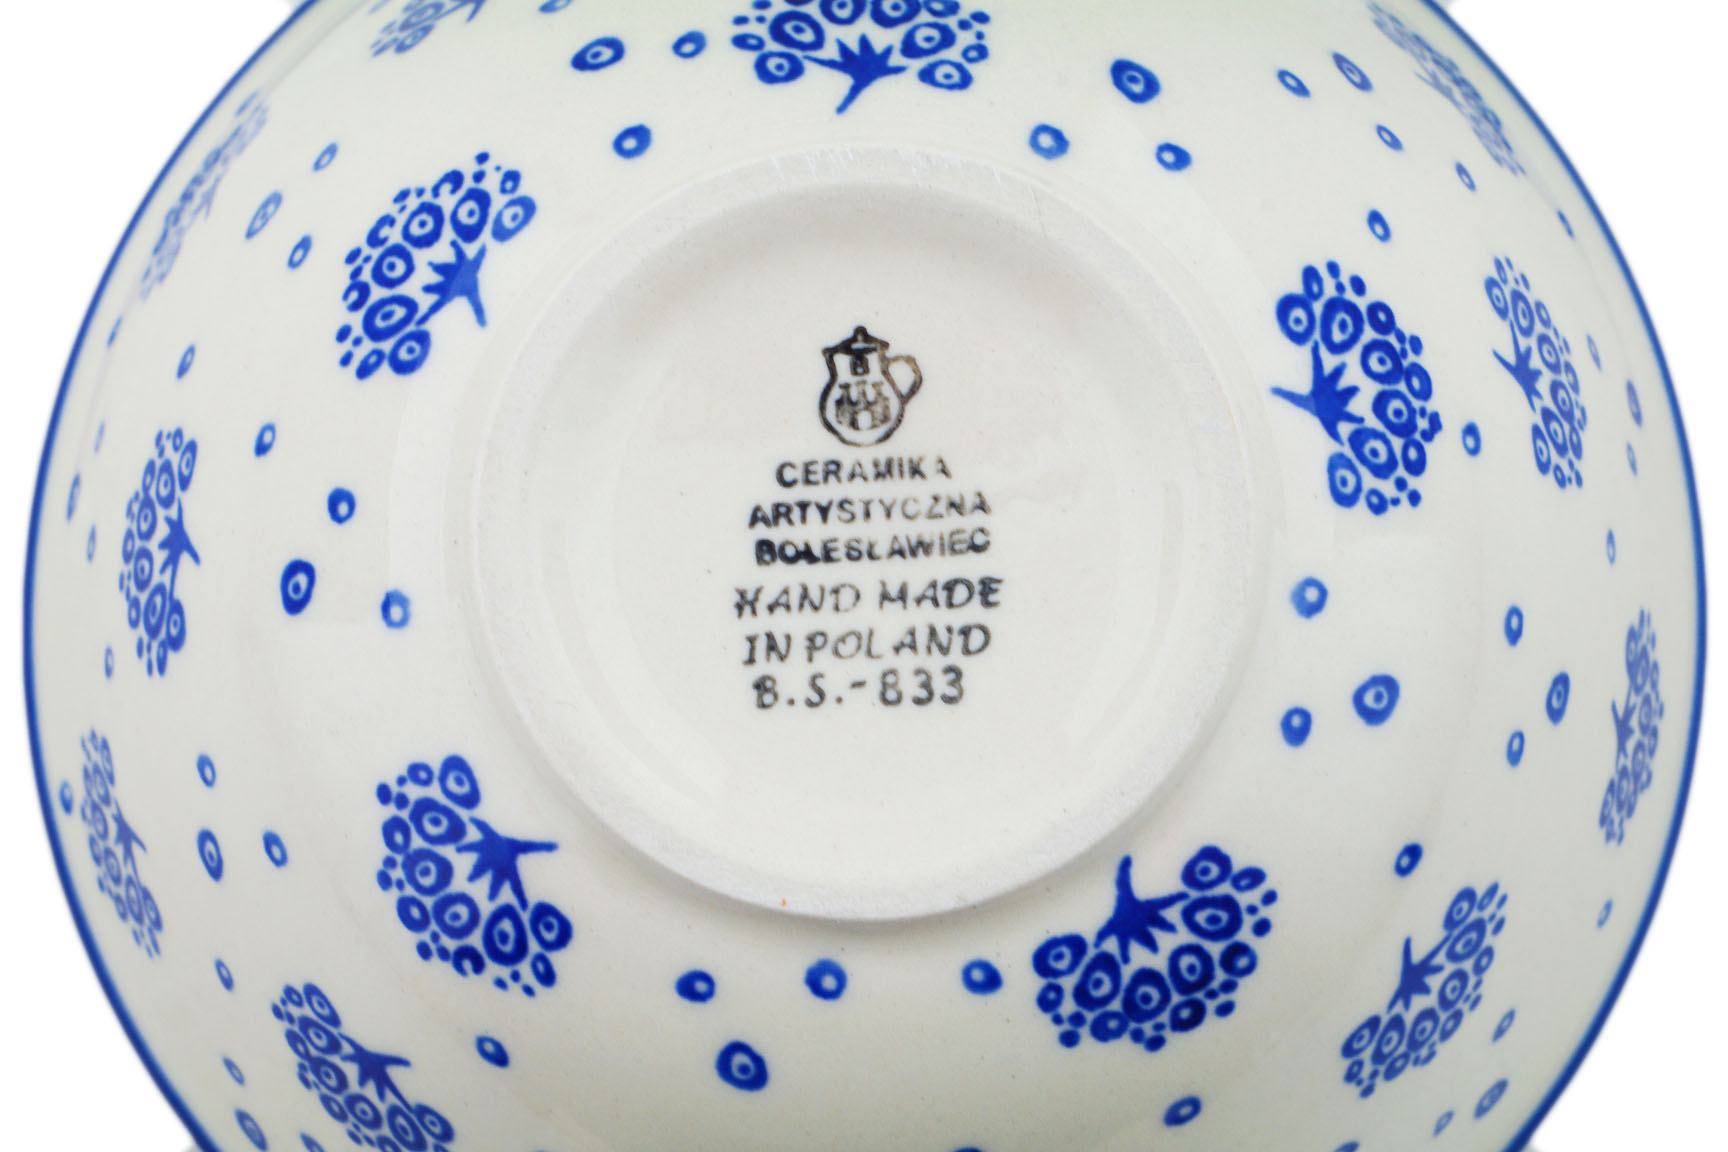 CERAMIKA
ARTYSTYCZNA
BOLESŁAWIEC
HAND MADE
IN POLAND
B.S.-833